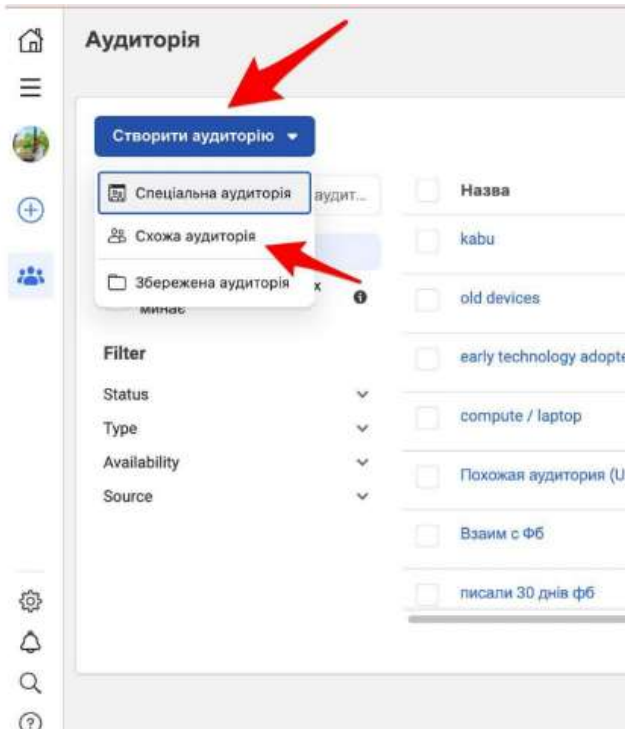 Аудиторія
Створити аудиторію
Спеціальна аудиторія
аудит...
Схожа аудиторія
Збережена аудиторія
х
минає
Filter
Status
Type
Availability
Source
Назва
kabu
old devices
early technology adopte
compute / laptop
Похожая аудитория (U
Взаим с Фб
писали 30 днів фб